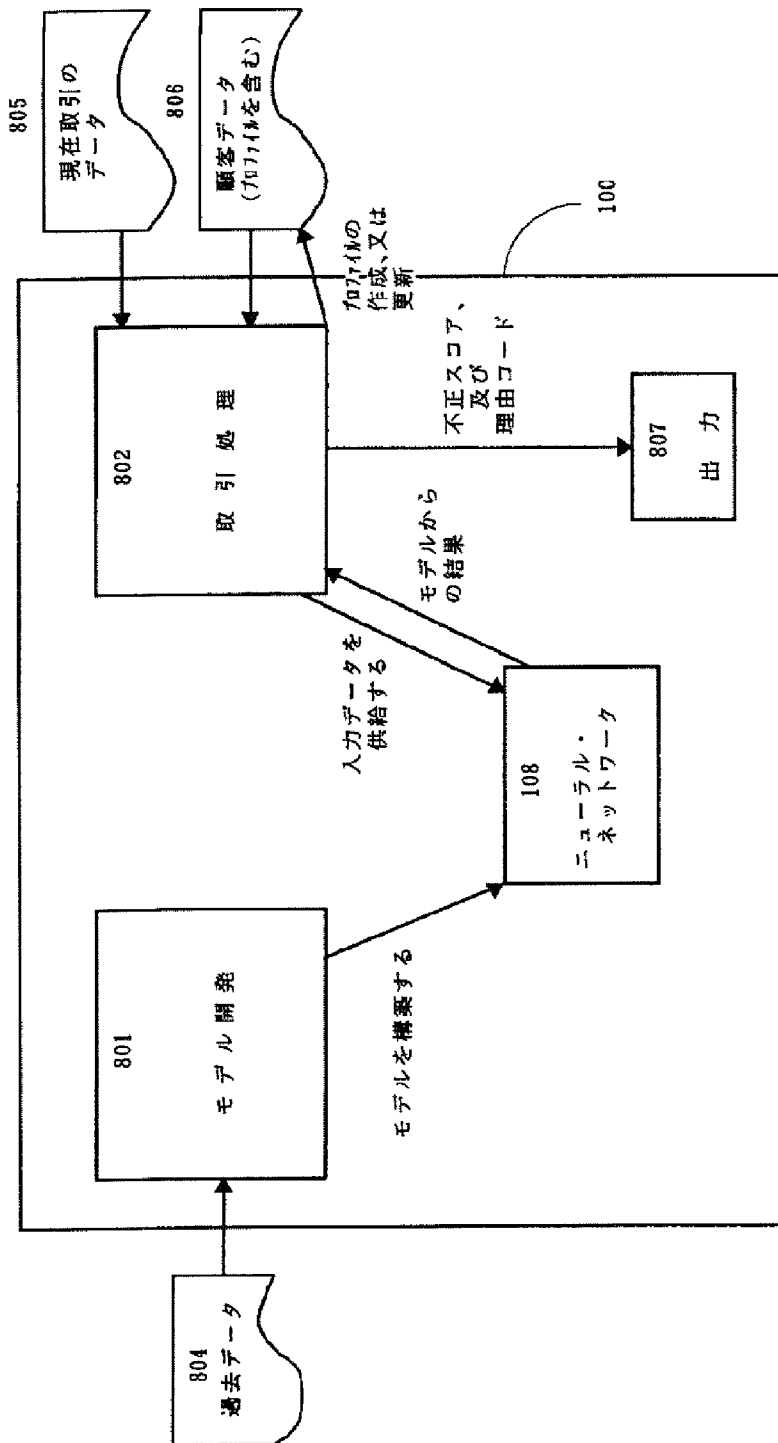 804
過去データ
801
モデル開発
モデルを構築する
108
ニューラル・
ネットワーク
入力データを
供給する
モデルから
の結果
802
取引処理
805
現在取引の
データ
806
顧客データ
(プロファイルを含む)
プロファイルの
作成、又は
更新
不正スコア、
及び
理由コード
807
出力
100